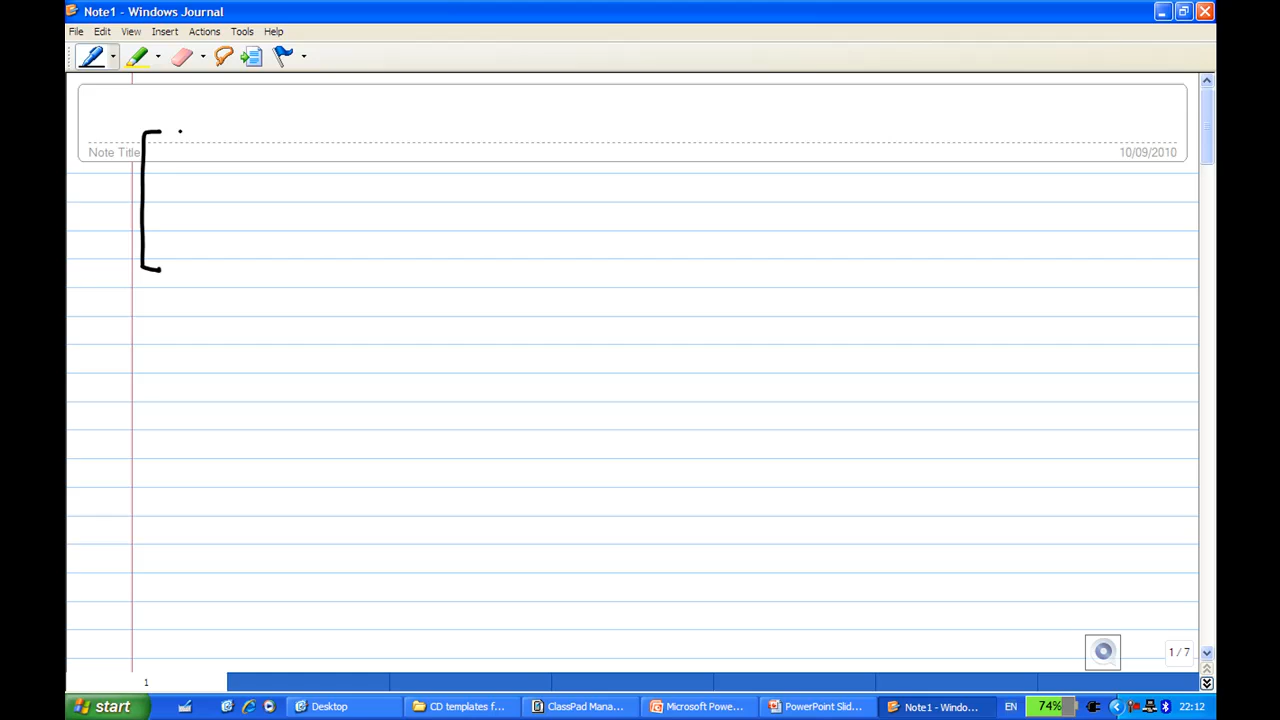 Note1 - Windows Journal
File Edit View Insert Actions Tools Help
[
Note Title 10/09/2010
1 / 7
1
start Desktop CD templates f... ClassPad Mana... Microsoft Powe... PowerPoint Slid... Note1 - Windo... EN 74% 22:12